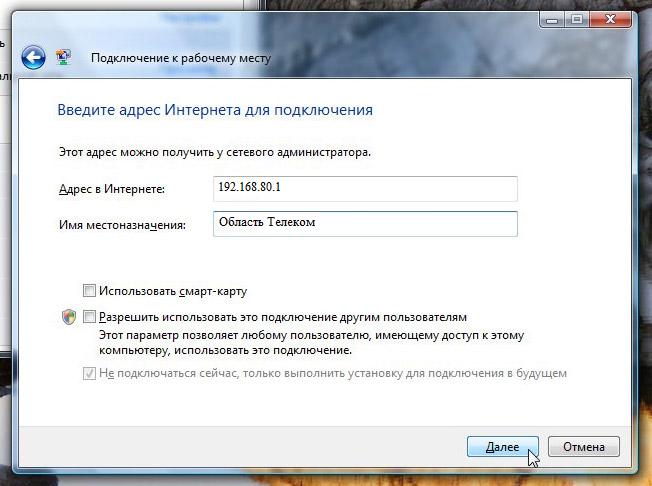 Подключение к рабочему месту
Введите адрес Интернета для подключения
Этот адрес можно получить у сетевого администратора.
Адрес в Интернете: 192.168.80.1
Имя местоназначения: Область Телеком
Использовать смарт-карту
Разрешить использовать это подключение другим пользователям
Этот параметр позволяет любому пользователю, имеющему доступ к этому
компьютеру, использовать это подключение.
Не подключаться сейчас, только выполнить установку для подключения в будущем
Далее Отмена